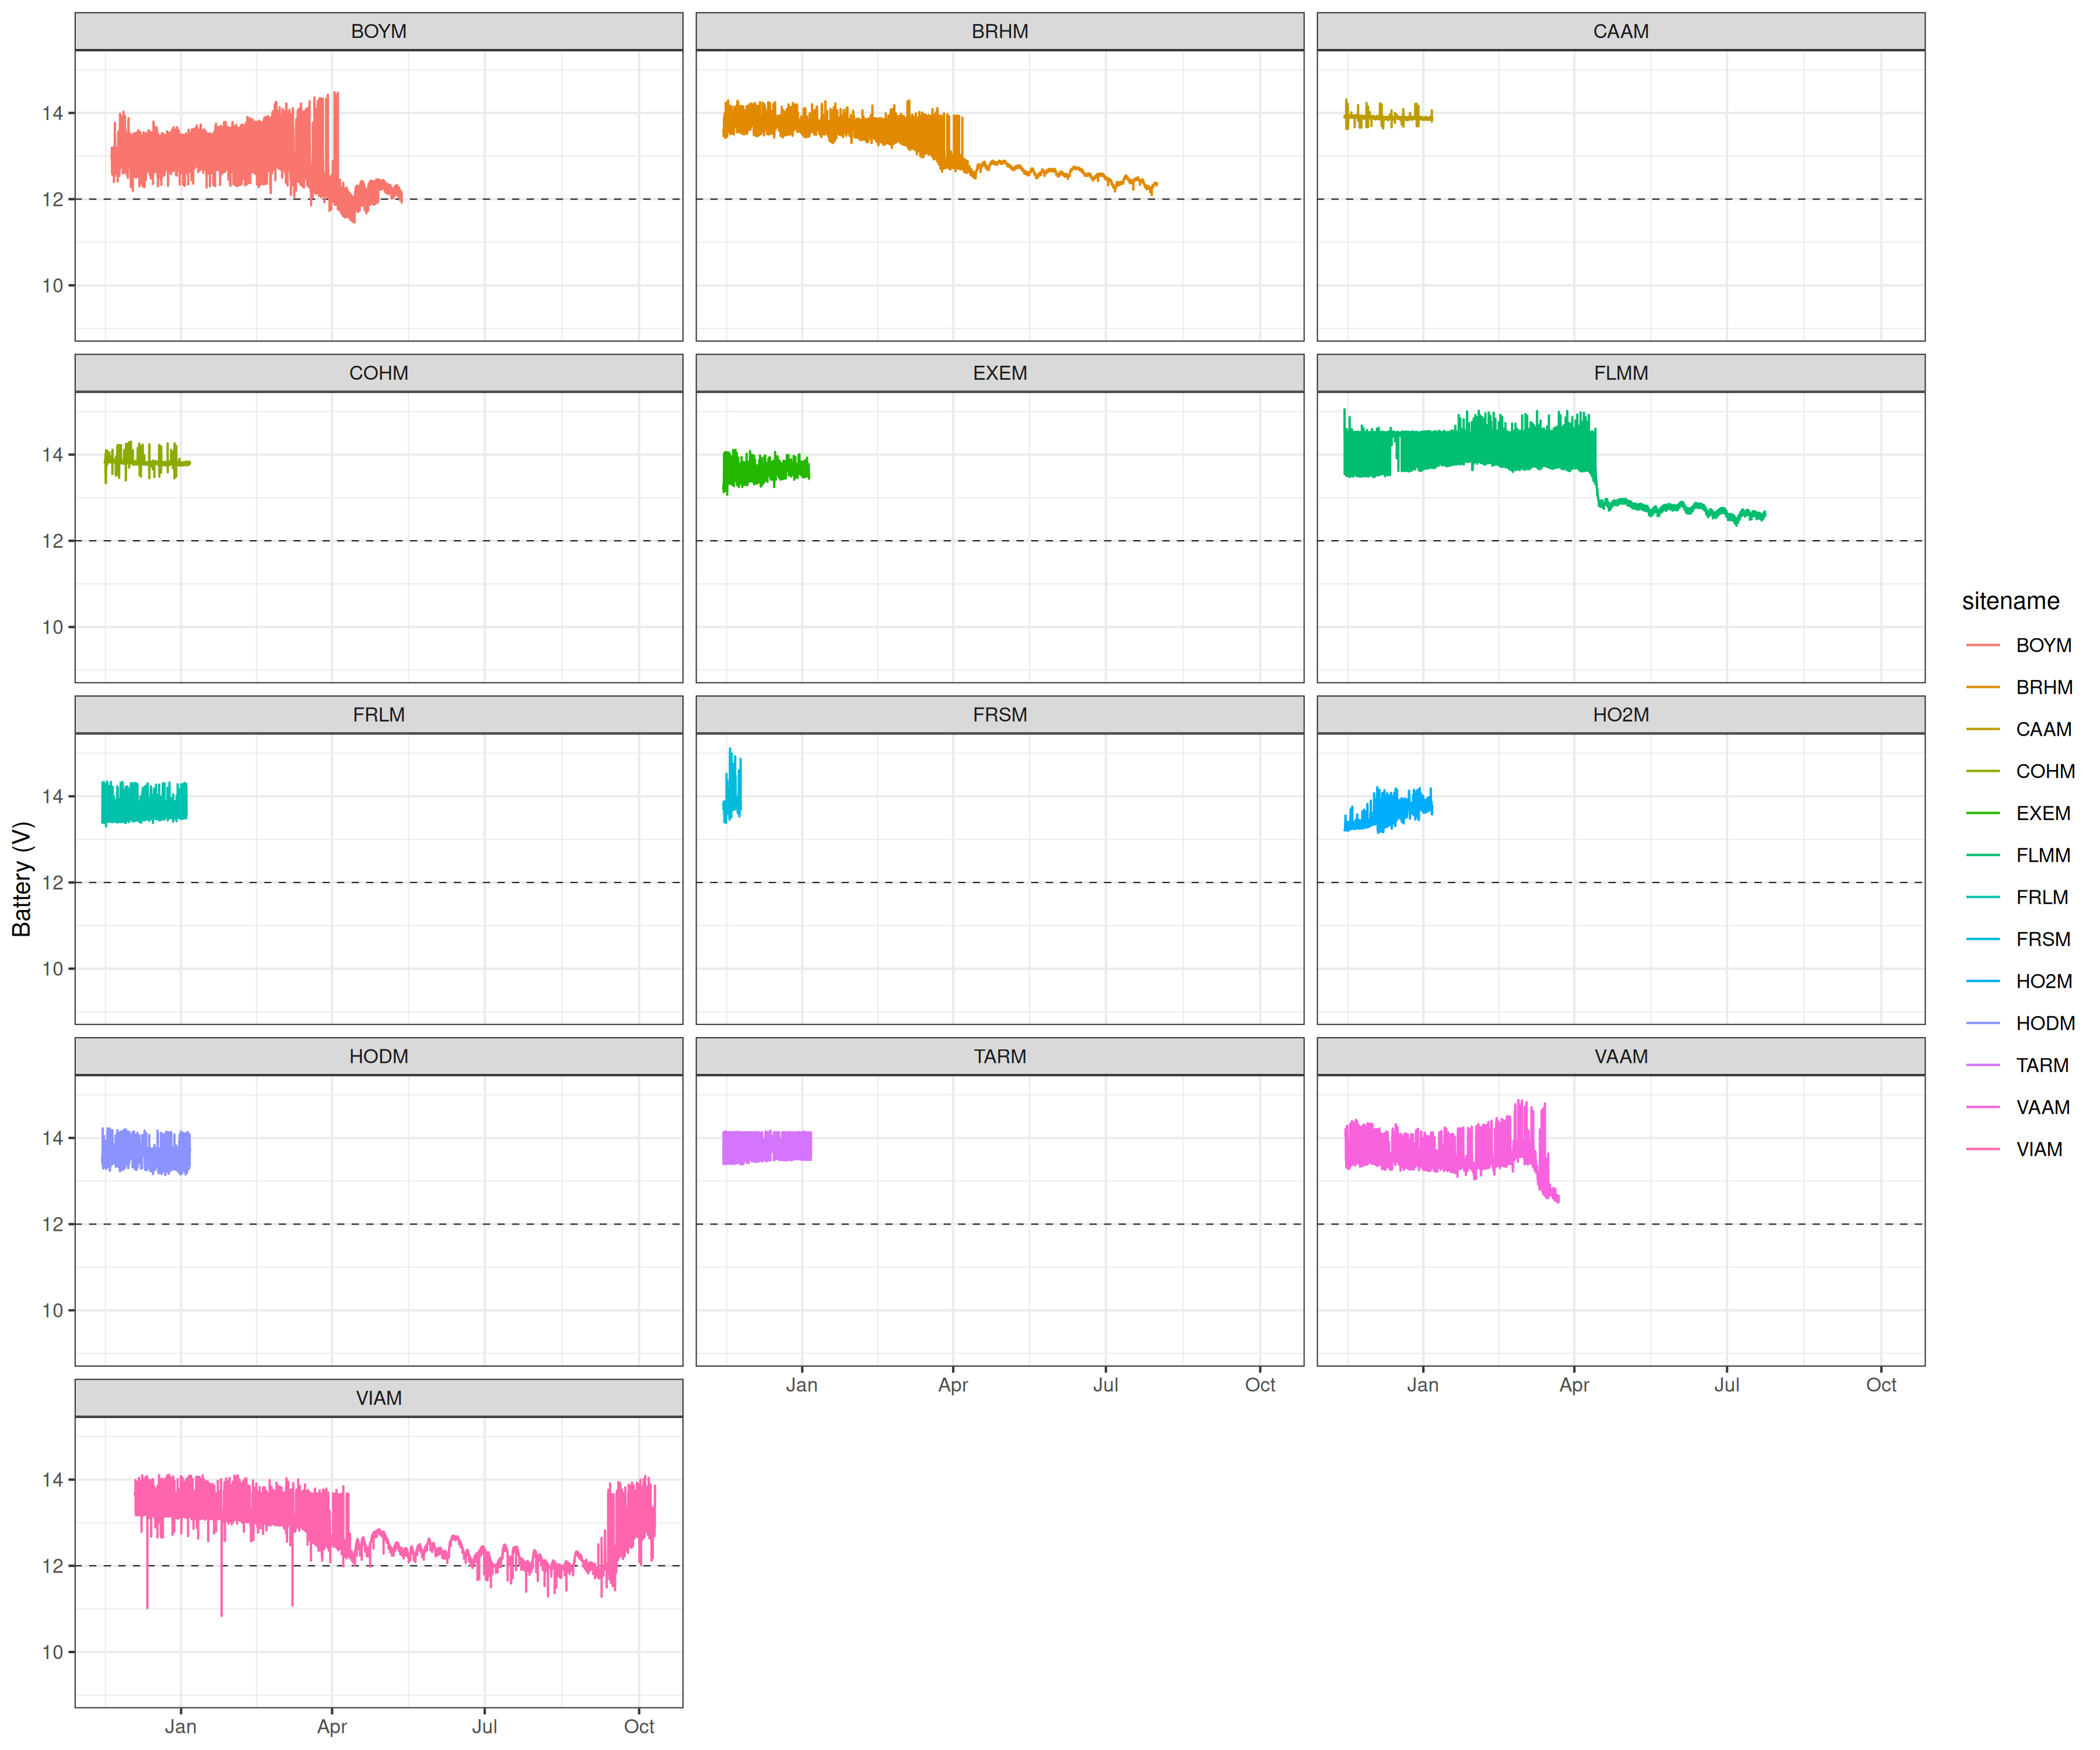 BOYM
BRHM
CAAM
14
12
10
COHM
EXEM
FLMM
14
12
10
FRLM
FRSM
HO2M
14
12
10
HODM
TARM
VAAM
14
12
10
Jan Apr Jul Oct
Jan Apr Jul Oct
VIAM
14
12
10
Jan Apr Jul Oct
Battery (V)
sitename
BOYM
BRHM
CAAM
COHM
EXEM
FLMM
FRLM
FRSM
HO2M
HODM
TARM
VAAM
VIAM